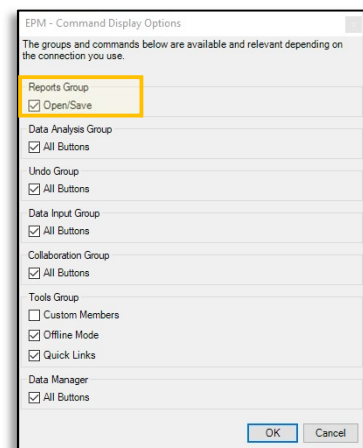 EPM - Command Display Options
The groups and commands below are available and relevant depending on
the connection you use.
Reports Group
Open/Save
Data Analysis Group
All Buttons
Undo Group
All Buttons
Data Input Group
All Buttons
Collaboration Group
All Buttons
Tools Group
Custom Members
Offline Mode
Quick Links
Data Manager
All Buttons
OK Cancel